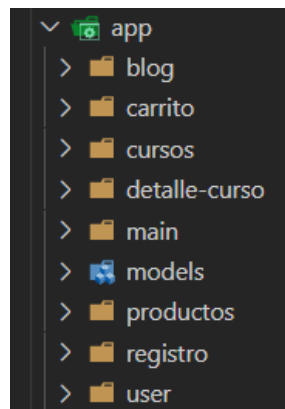 app
blog
carrito
cursos
detalle-curso
main
models
productos
registro
user